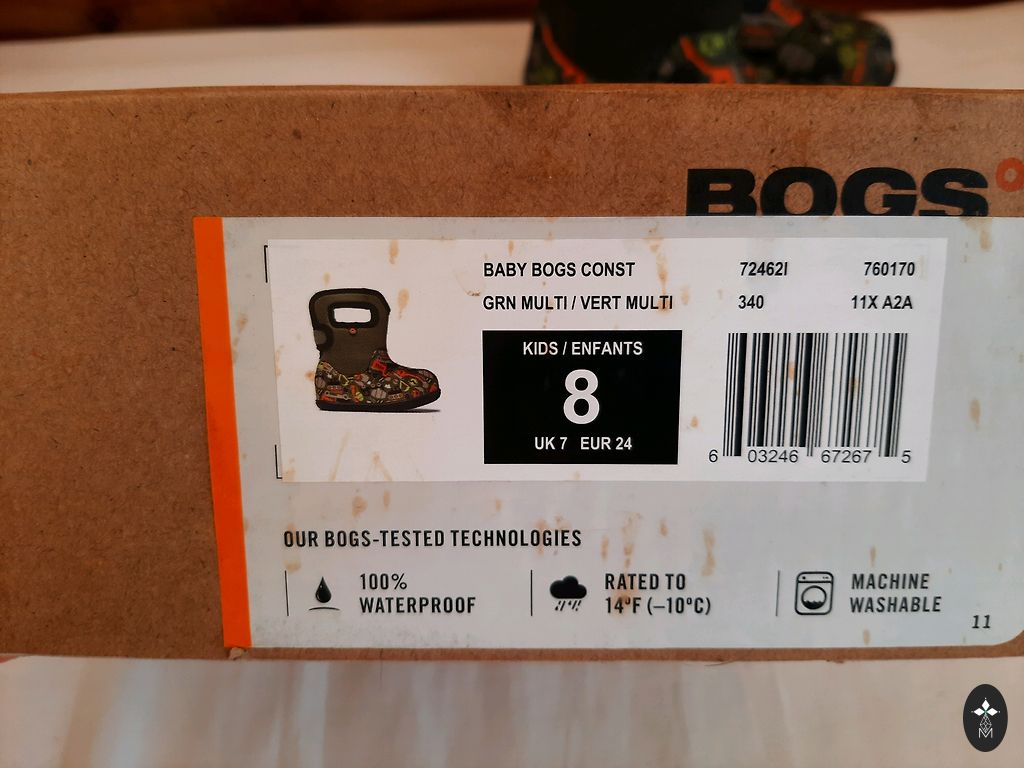 BOGS
BABY BOGS CONST 72462I 760170
GRN MULTI / VERT MULTI 340 11X A2A
KIDS / ENFANTS
8
UK 7 EUR 24
6 03246 67267 5
OUR BOGS-TESTED TECHNOLOGIES
100%
WATERPROOF
RATED TO
14°F (–10°C)
MACHINE
WASHABLE
11
M